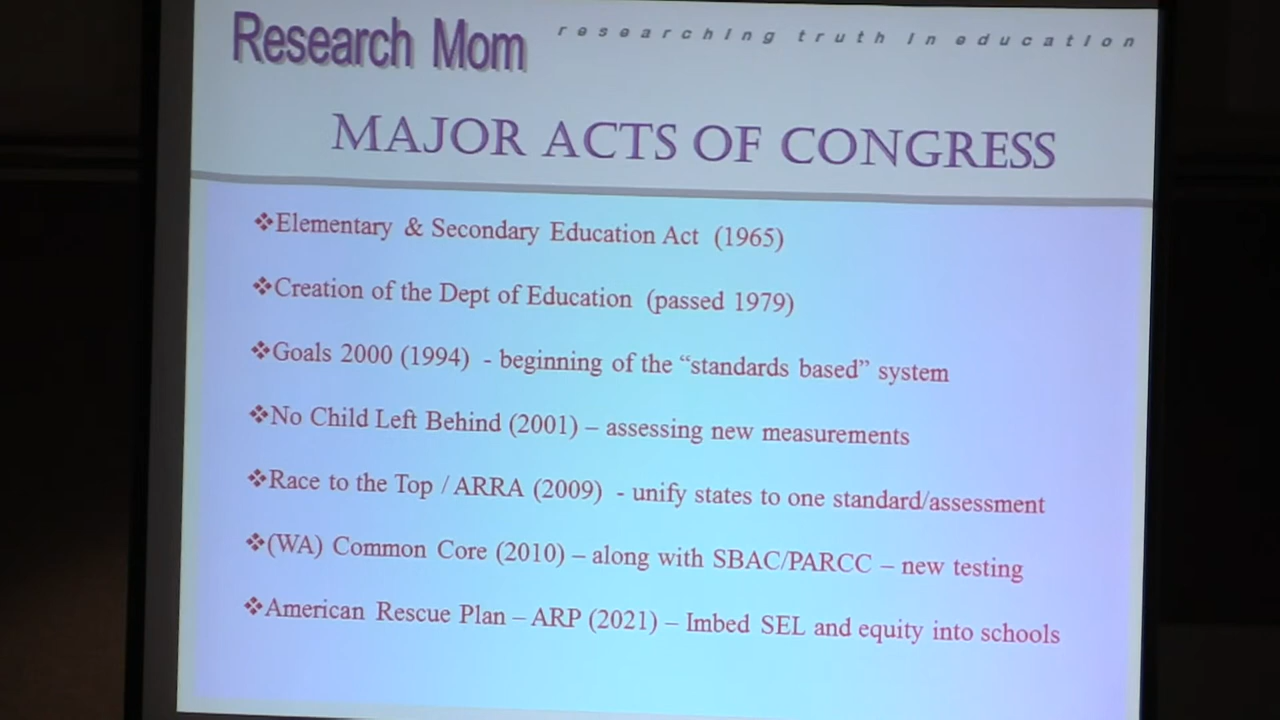 Research Mom researching truth in education
MAJOR ACTS OF CONGRESS
❖Elementary & Secondary Education Act (1965)
❖Creation of the Dept of Education (passed 1979)
❖Goals 2000 (1994) - beginning of the “standards based” system
❖No Child Left Behind (2001) – assessing new measurements
❖Race to the Top / ARRA (2009) - unify states to one standard/assessment
❖(WA) Common Core (2010) – along with SBAC/PARCC – new testing
❖American Rescue Plan – ARP (2021) – Imbed SEL and equity into schools